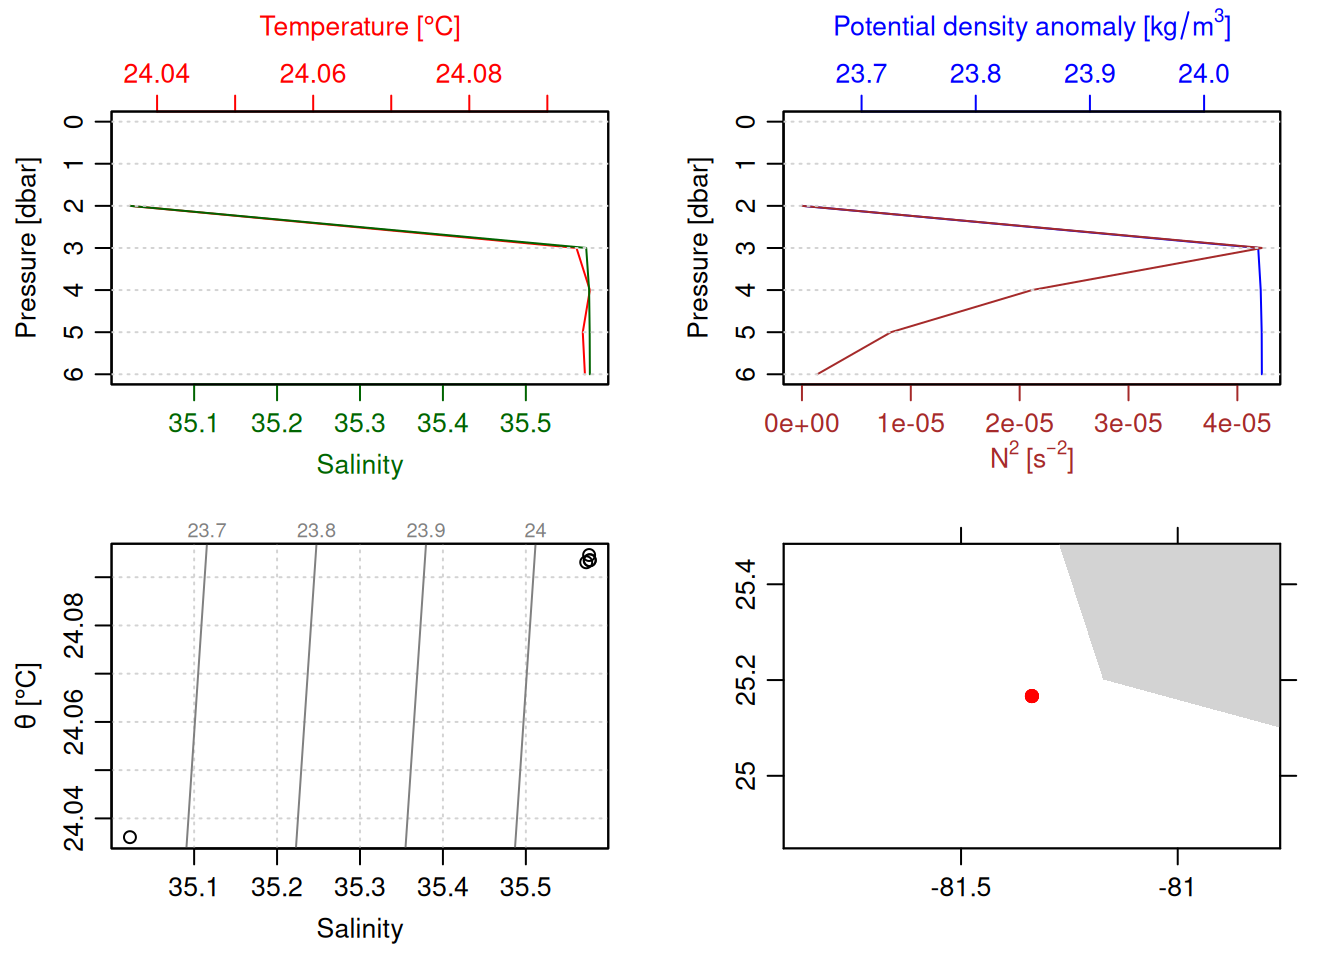 Temperature [°C]
24.04 24.06 24.08
0
1
2
3
4
5
6
Pressure [dbar]
35.1 35.2 35.3 35.4 35.5
Salinity
Potential density anomaly [kg/m³]
23.7 23.8 23.9 24.0
0
1
2
3
4
5
6
Pressure [dbar]
0e+00 1e-05 2e-05 3e-05 4e-05
N² [s⁻²]
23.7 23.8 23.9 24
24.08
24.06
24.04
θ [°C]
35.1 35.2 35.3 35.4 35.5
Salinity
25.4
25.2
25
-81.5 -81